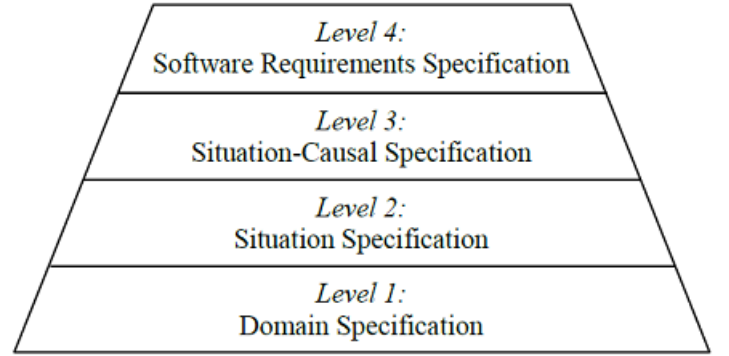 Level 4:
Software Requirements Specification
Level 3:
Situation-Causal Specification
Level 2:
Situation Specification
Level 1:
Domain Specification